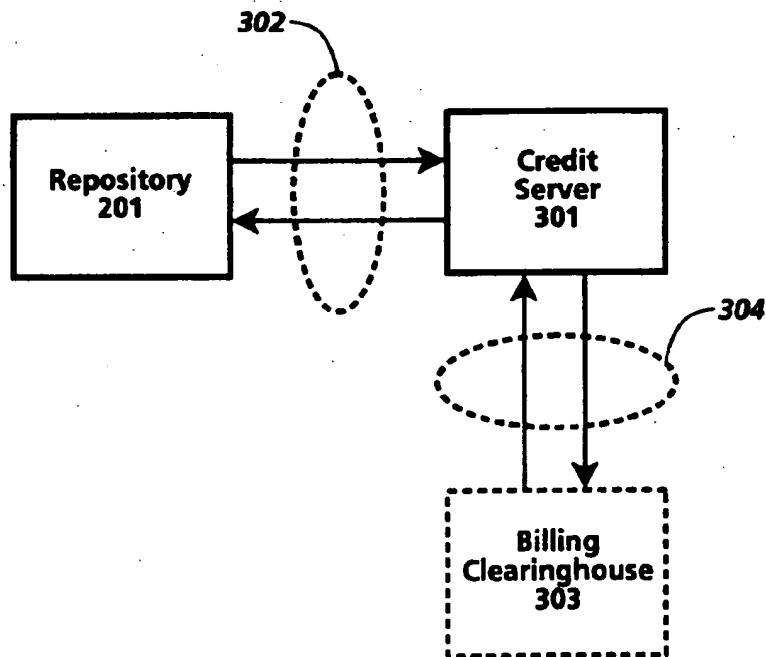 302
Repository
201
Credit
Server
301
304
Billing
Clearinghouse
303